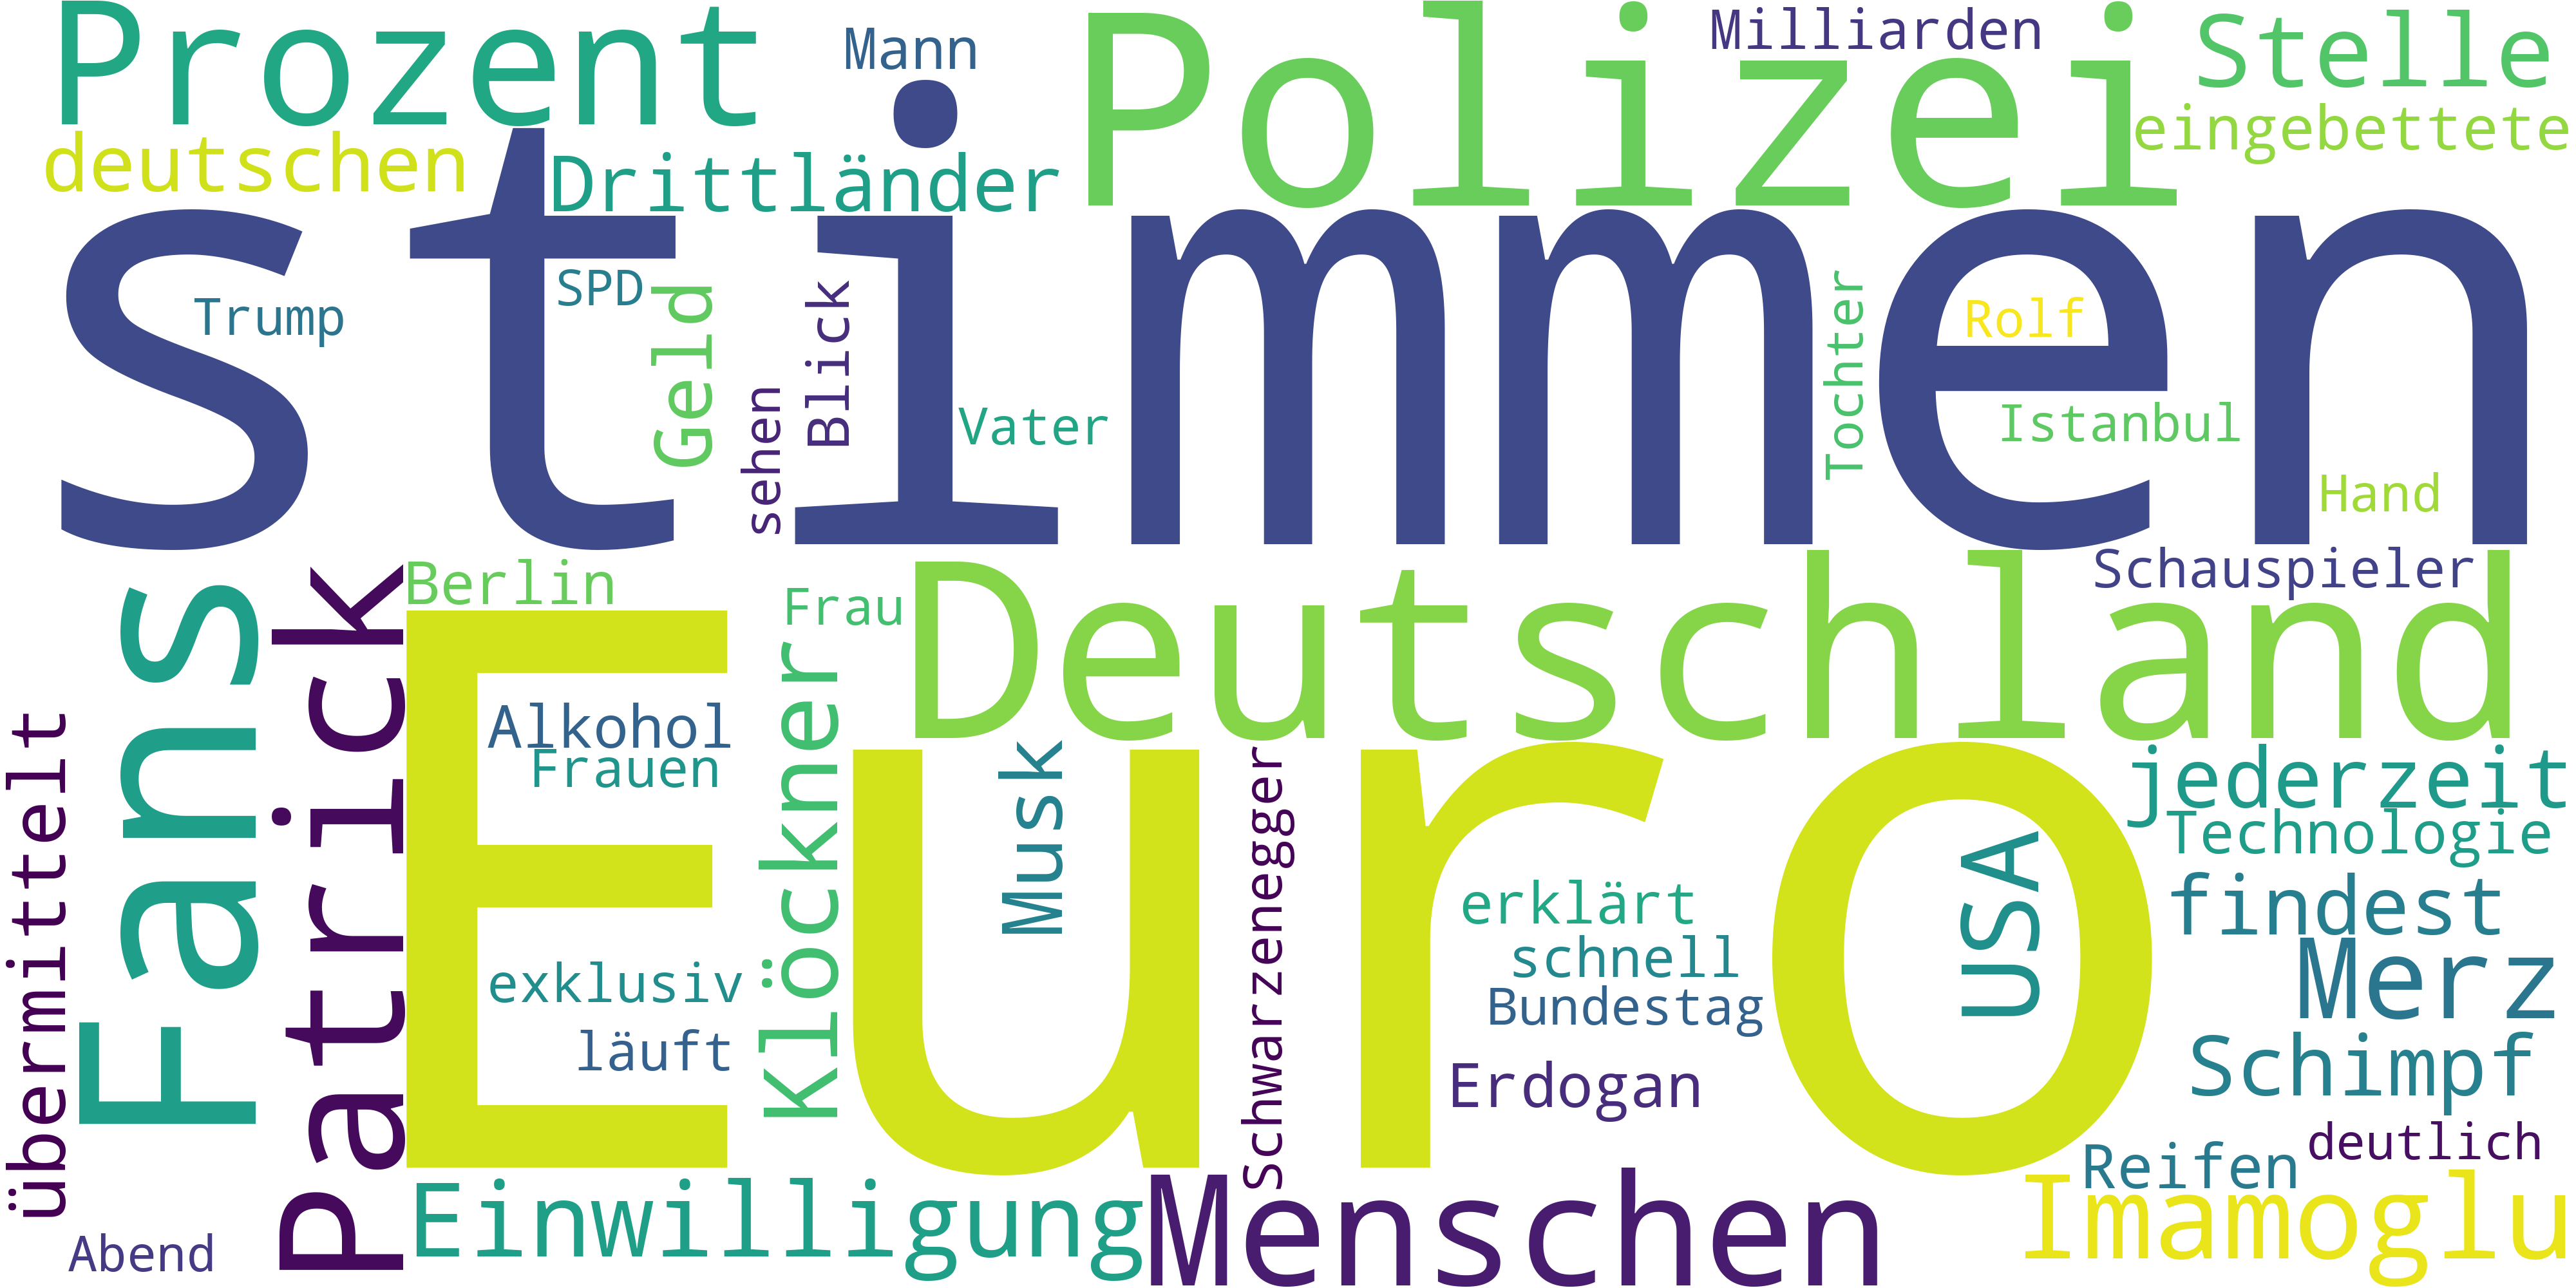 Prozent
Mann
Polizei
Milliarden
Stelle
eingebettete
deutschen
Drittländer
stimmen
Trump
SPD
Geld
sehen
Blick
Vater
Tochter
Rolf
Istanbul
Hand
Schauspieler
Fans
Patrick
Berlin
Frau
Deutschland
übermittelt
Euro
Alkohol
Frauen
Klöckner
Musk
Schwarzenegger
USA
jederzeit
Technologie
exklusiv
läuft
erklärt
schnell
Bundestag
Erdogan
findest
Merz
Schimpf
deutlich
Reifen
Abend
Einwilligung
Menschen
Imamoglu